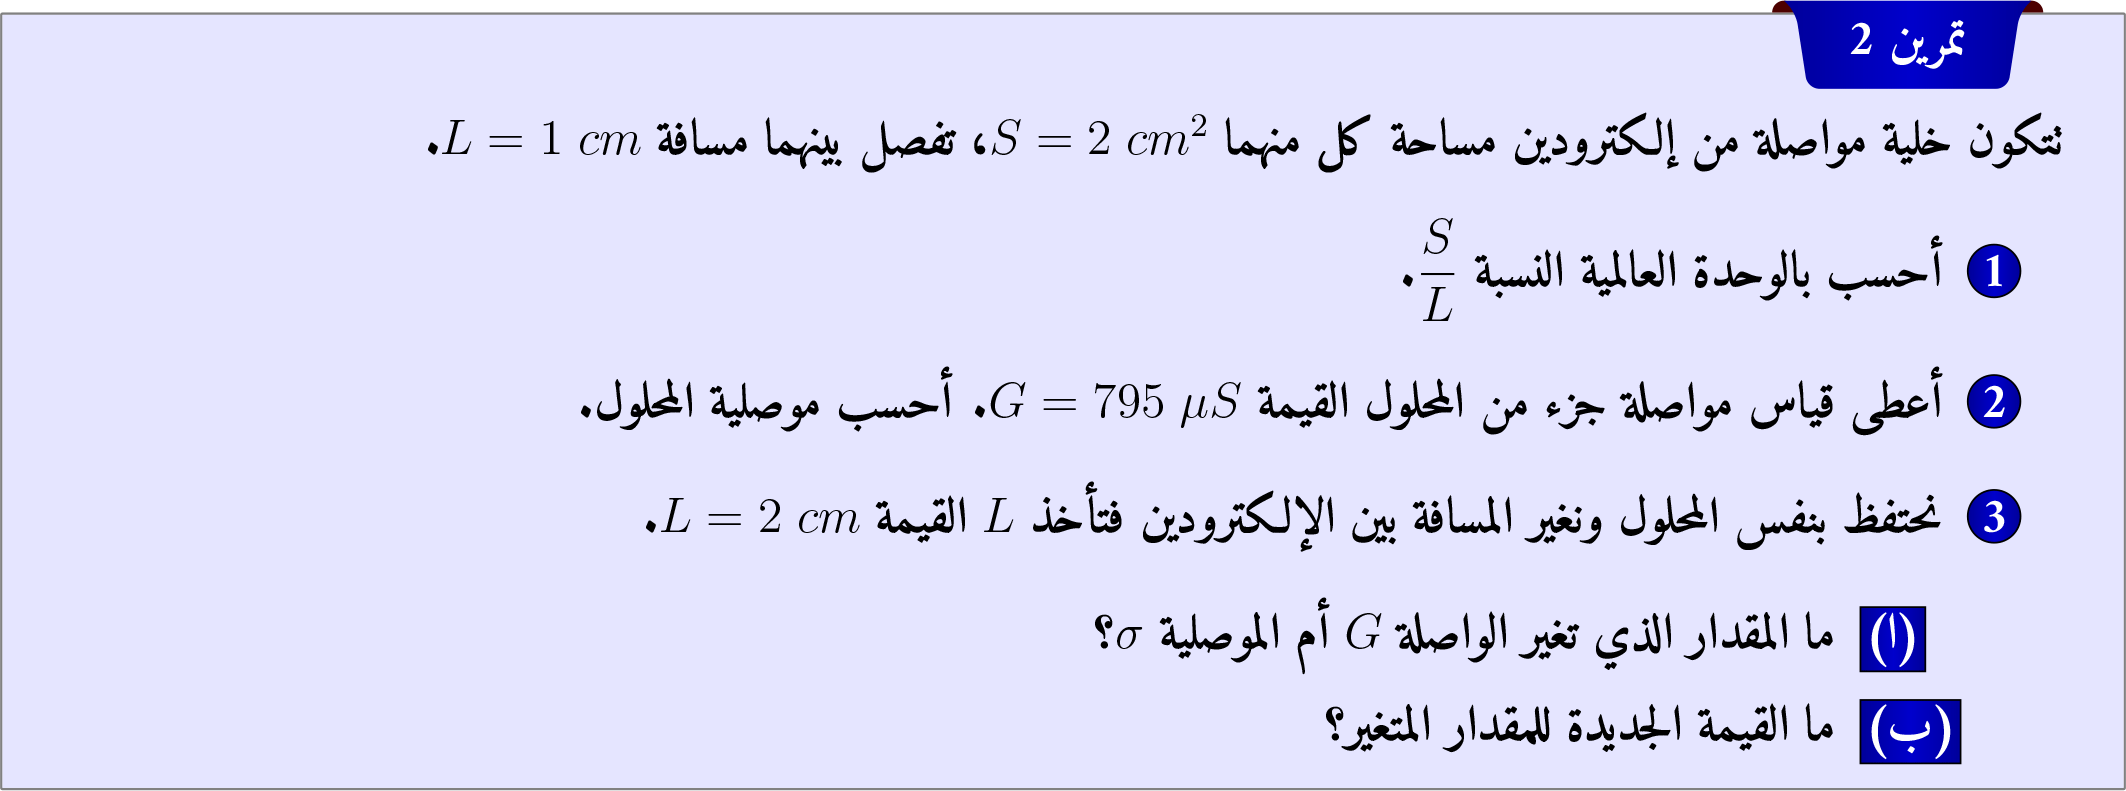 تمرين 2
تتكون خلية مواصلة من إلكترودين مساحة كل منهما $S = 2 \ cm^2$، تفصل بينهما مسافة $L = 1 \ cm$.
1 أحسب بالوحدة العالمية النسبة $\frac{S}{L}$.
2 أعطى قياس مواصلة جزء من المحلول القيمة $G = 795 \ \mu S$. أحسب موصلية المحلول.
3 نحتفظ بنفس المحلول ونغير المسافة بين الإلكترودين فتأخذ $L$ القيمة $L = 2 \ cm$.
(ا) ما المقدار الذي تغير الواصلة $G$ أم الموصلية $\sigma$؟
(ب) ما القيمة الجديدة للمقدار المتغير؟